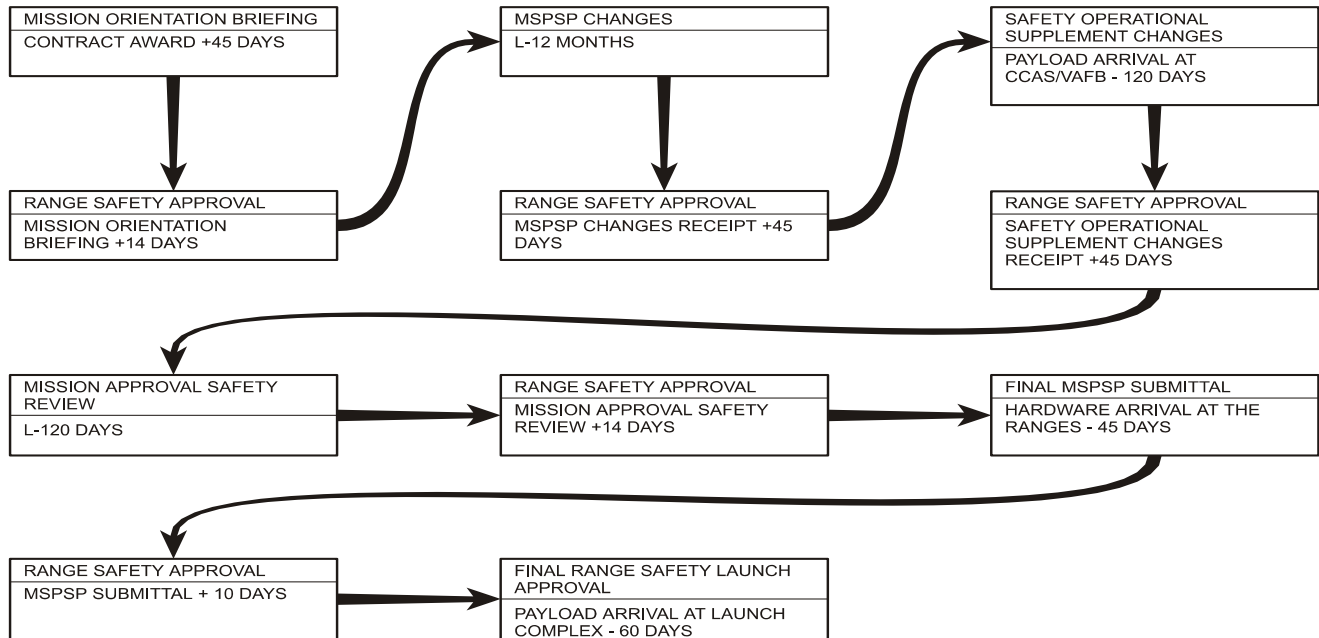 MISSION ORIENTATION BRIEFING
CONTRACT AWARD +45 DAYS
RANGE SAFETY APPROVAL
MISSION ORIENTATION
BRIEFING +14 DAYS
MSPSP CHANGES
L-12 MONTHS
RANGE SAFETY APPROVAL
MSPSP CHANGES RECEIPT +45
DAYS
SAFETY OPERATIONAL
SUPPLEMENT CHANGES
PAYLOAD ARRIVAL AT
CCAS/VAFB - 120 DAYS
RANGE SAFETY APPROVAL
SAFETY OPERATIONAL
SUPPLEMENT CHANGES
RECEIPT +45 DAYS
MISSION APPROVAL SAFETY
REVIEW
L-120 DAYS
RANGE SAFETY APPROVAL
MISSION APPROVAL SAFETY
REVIEW +14 DAYS
FINAL MSPSP SUBMITTAL
HARDWARE ARRIVAL AT THE
RANGES - 45 DAYS
RANGE SAFETY APPROVAL
MSPSP SUBMITTAL + 10 DAYS
FINAL RANGE SAFETY LAUNCH
APPROVAL
PAYLOAD ARRIVAL AT LAUNCH
COMPLEX - 60 DAYS